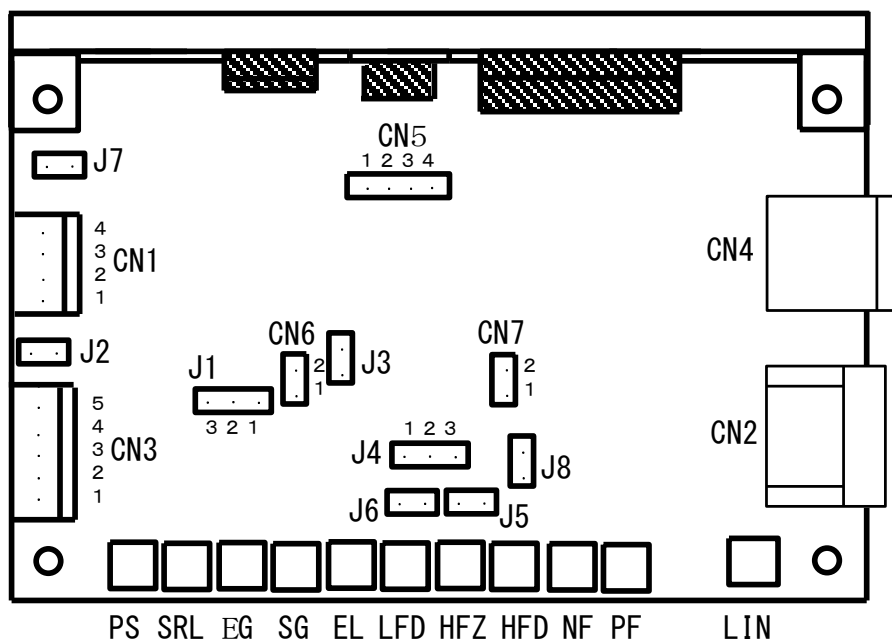 CN5
1 2 3 4
J7
4
3
CN1
2
1
CN4
J2
CN6
2
1
J3
CN7
2
1
J1
3 2 1
5
4
3
CN3
2
1
1 2 3
J4
J8
CN2
J6
J5
PS SRL EG SG EL LFD HFZ HFD NF PF LIN